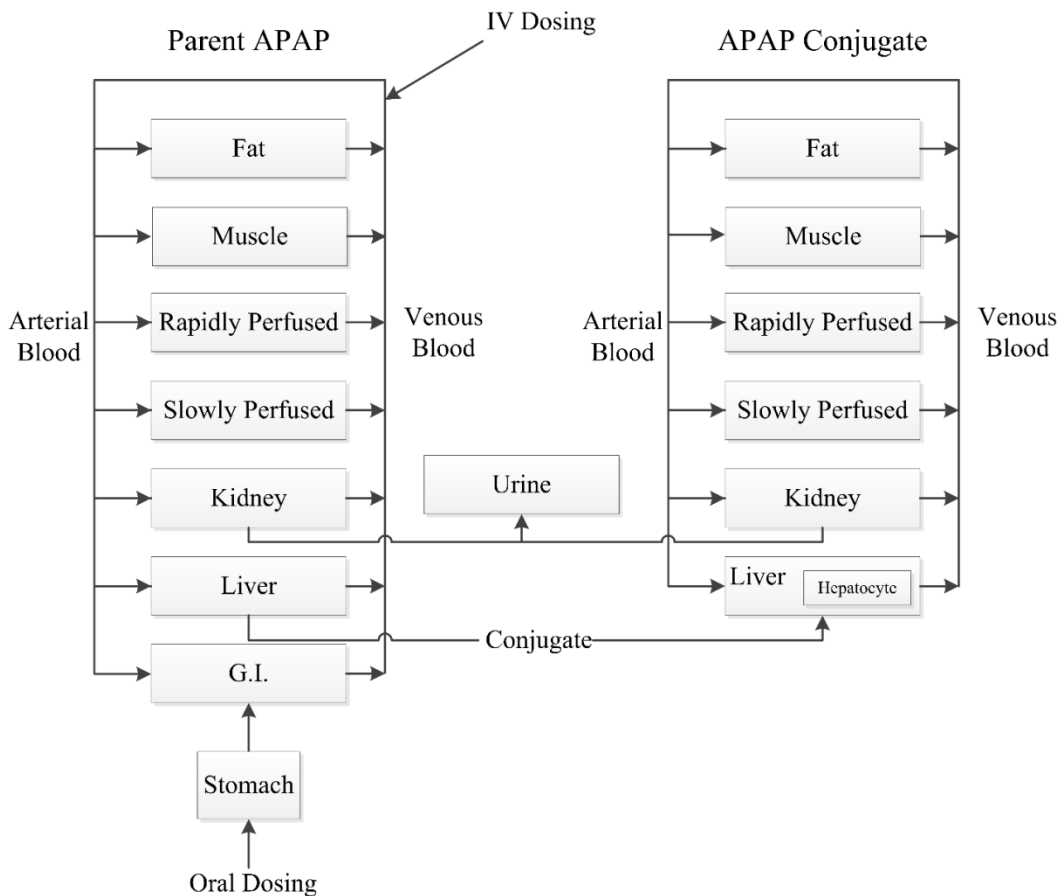 IV Dosing
Parent APAP
APAP Conjugate
Fat
Fat
Muscle
Muscle
Arterial
Blood
Rapidly Perfused
Venous
Blood
Arterial
Blood
Rapidly Perfused
Venous
Blood
Slowly Perfused
Slowly Perfused
Kidney
Urine
Kidney
Liver
Liver
Hepatocyte
Conjugate
G.I.
Stomach
Oral Dosing